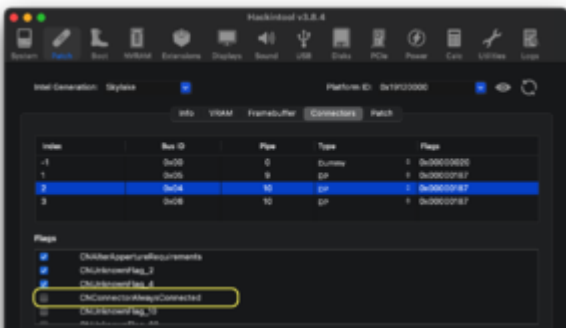 Hackintool v3.8.4
System Patch Boot NVRAM Extensions Displays Sound USB Disks PCIe Power Calc Utilities Logs
Intel Generation: Skylake Platform ID: 0x19120000
Info VRAM Framebuffer Connectors Patch
Index Bus ID Pipe Type Flags
-1 0x00 0 Dummy 0x00000020
1 0x05 9 DP 0x00000187
2 0x04 10 DP 0x00000187
3 0x06 10 DP 0x00000187
Flags
CNAlterAppertureRequirements
CNUnknownFlag_2
CNUnknownFlag_4
CNConnectorAlwaysConnected
CNUnknownFlag_10